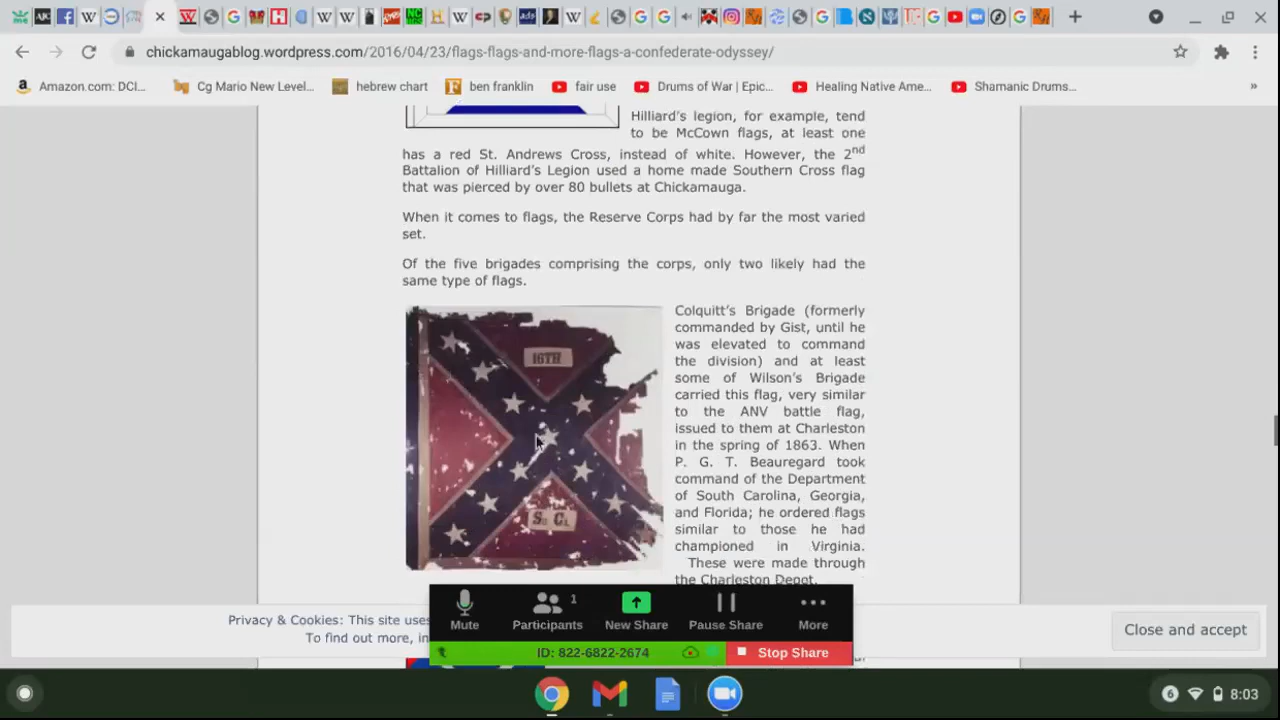 chickamaugablog.wordpress.com/2016/04/23/flags-flags-and-more-flags-a-confederate-odyssey/
Amazon.com: DCI...
Cg Mario New Level...
hebrew chart
ben franklin
fair use
Drums of War | Epic...
Healing Native Ame...
Shamanic Drums...
»
Hilliard's legion, for example, tend
to be McCown flags, at least one
has a red St. Andrews Cross, instead of white. However, the 2nd
Battalion of Hilliard's Legion used a home made Southern Cross flag
that was pierced by over 80 bullets at Chickamauga.
When it comes to flags, the Reserve Corps had by far the most varied
set.
Of the five brigades comprising the corps, only two likely had the
same type of flags.
16TH
So CA
Colquitt's Brigade (formerly
commanded by Gist, until he
was elevated to command
the division) and at least
some of Wilson's Brigade
carried this flag, very similar
to the ANV battle flag,
issued to them at Charleston
in the spring of 1863. When
P. G. T. Beauregard took
command of the Department
of South Carolina, Georgia,
and Florida; he ordered flags
similar to those he had
championed in Virginia.
These were made through
the Charleston Depot.
Privacy & Cookies: This site uses
To find out more, in
Close and accept
Mute
Participants 1
New Share
Pause Share
More
ID: 822-6822-2674
Stop Share
6 8:03